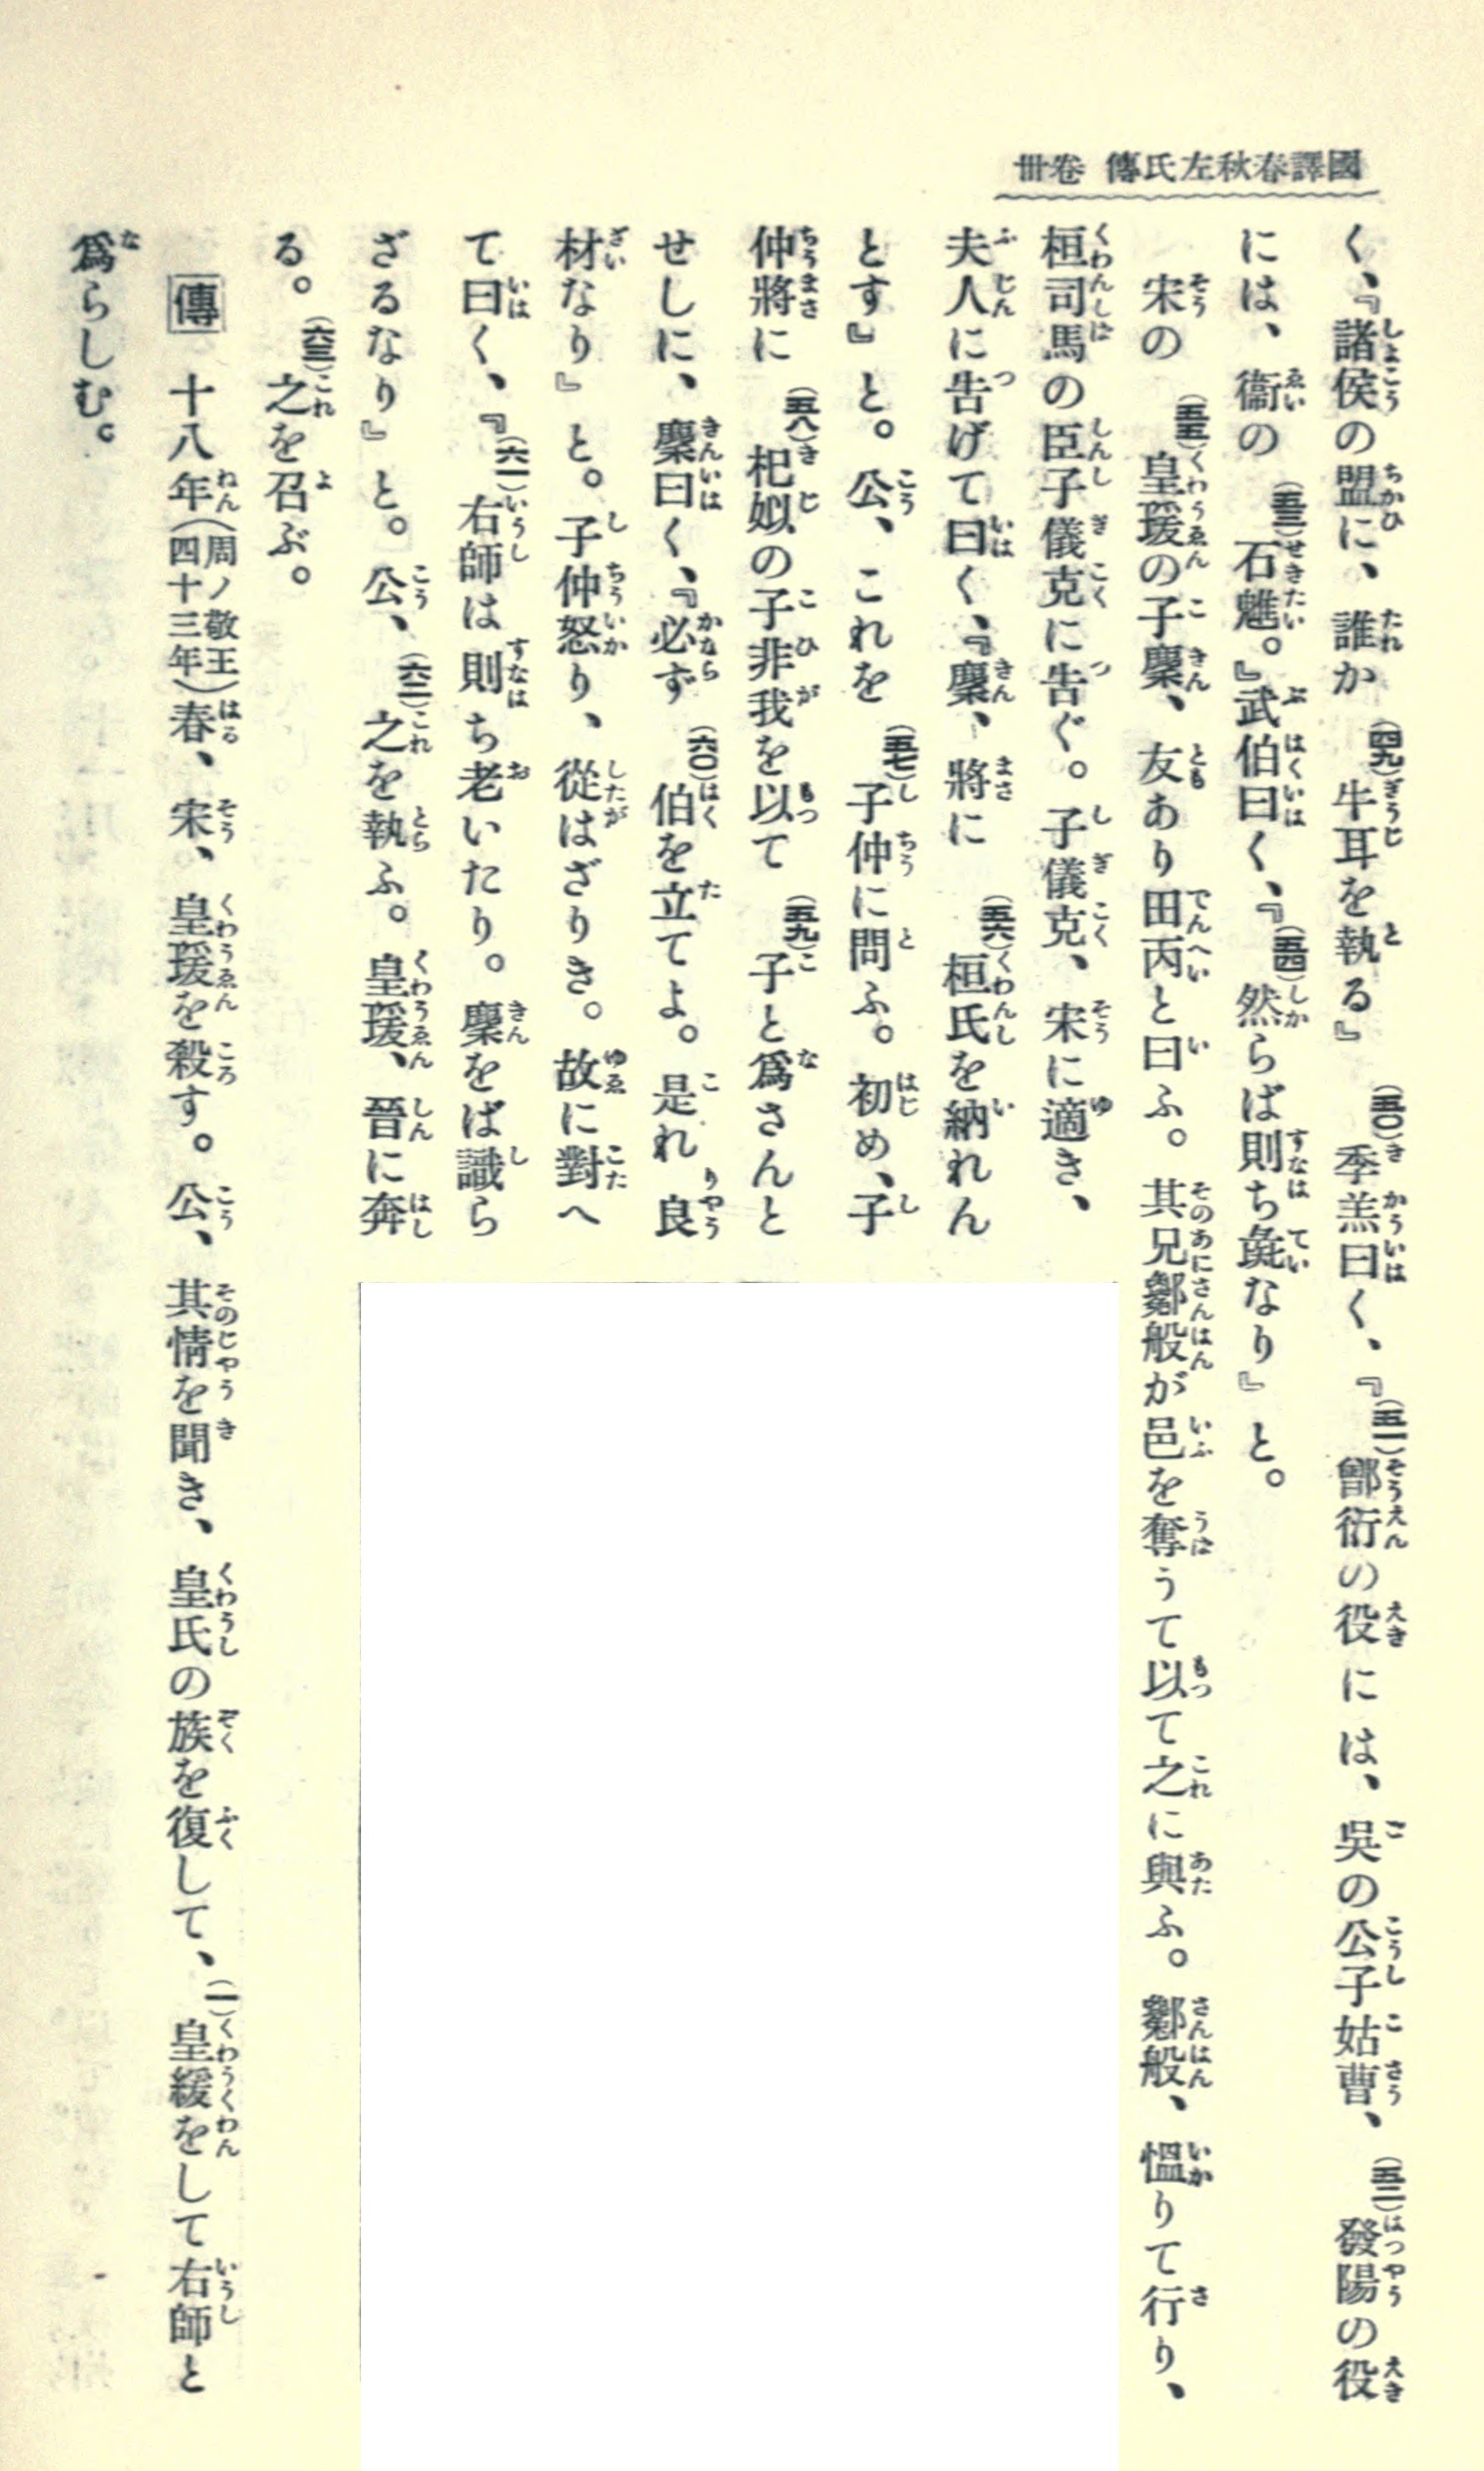 國譯春秋左氏傳 卷卅
く、『諸侯の盟に、誰か(四九)牛耳を執る』(五〇)季羔曰く、『(五一)鄫衍の役には、吳の公子姑曹、(五二)發陽の役
には、衞の(五三)石魋。』武伯曰く、『(五四)然らば則ち彘なり』と。
宋の(五五)皇瑗の子麇、友あり田丙と曰ふ。其兄酁般が邑を奪うて以て之に與ふ。酁般、慍りて行り、
桓司馬の臣子儀克に吿ぐ。子儀克、宋に適き、
夫人に吿げて曰く、『麇、將に(五六)桓氏を納れん
とす』と。公、これを(五七)子仲に問ふ。初め、子
仲將に(五八)杞姒の子非我を以て(五九)子と爲さんと
せしに、麇曰く、『必ず(六〇)伯を立てよ。是れ良
材なり』と。子仲怒り、從はざりき。故に對へ
て曰く、『(六一)右師は則ち老いたり。麇をば識ら
ざるなり』と。公、(六二)之を執ふ。皇瑗、晉に奔
る。(六三)之を召ぶ。
傳 十八年(周ノ敬王四十三年)春、宋、皇瑗を殺す。公、其情を聞き、皇氏の族を復して、(一)皇緩をして右師と
爲らしむ。